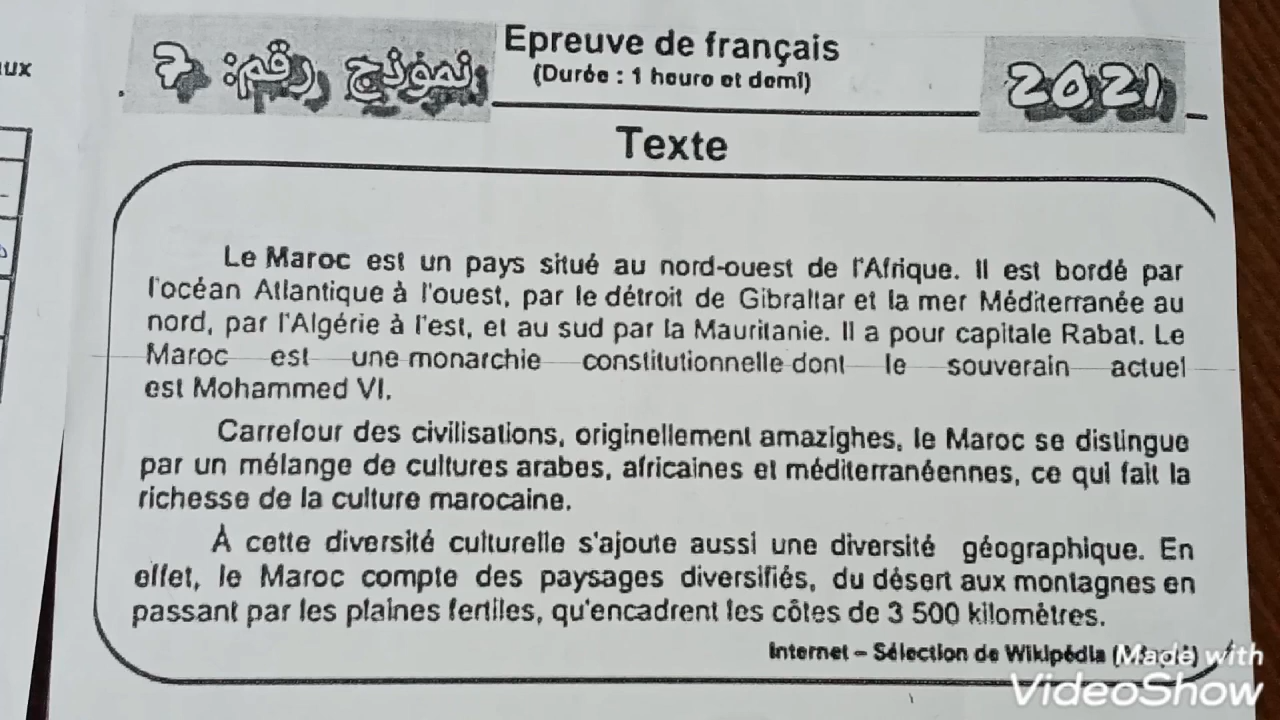 aux
نموذج رقم: 7
Epreuve de français
(Durée : 1 heure et demi)
2021
Texte
Le Maroc est un pays situé au nord-ouest de l'Afrique. Il est bordé par
l'océan Atlantique à l'ouest, par le détroit de Gibraltar et la mer Méditerranée au
nord, par l'Algérie à l'est, et au sud par la Mauritanie. Il a pour capitale Rabat. Le
Maroc est une monarchie constitutionnelle dont le souverain actuel
est Mohammed VI.
Carrefour des civilisations, originellement amazighes, le Maroc se distingue
par un mélange de cultures arabes, africaines et méditerranéennes, ce qui fait la
richesse de la culture marocaine.
À cette diversité culturelle s'ajoute aussi une diversité géographique. En
effet, le Maroc compte des paysages diversifiés, du désert aux montagnes en
passant par les plaines fertiles, qu'encadrent les côtes de 3 500 kilomètres.
Internet – Sélection de Wikipédia
Made with
VideoShow